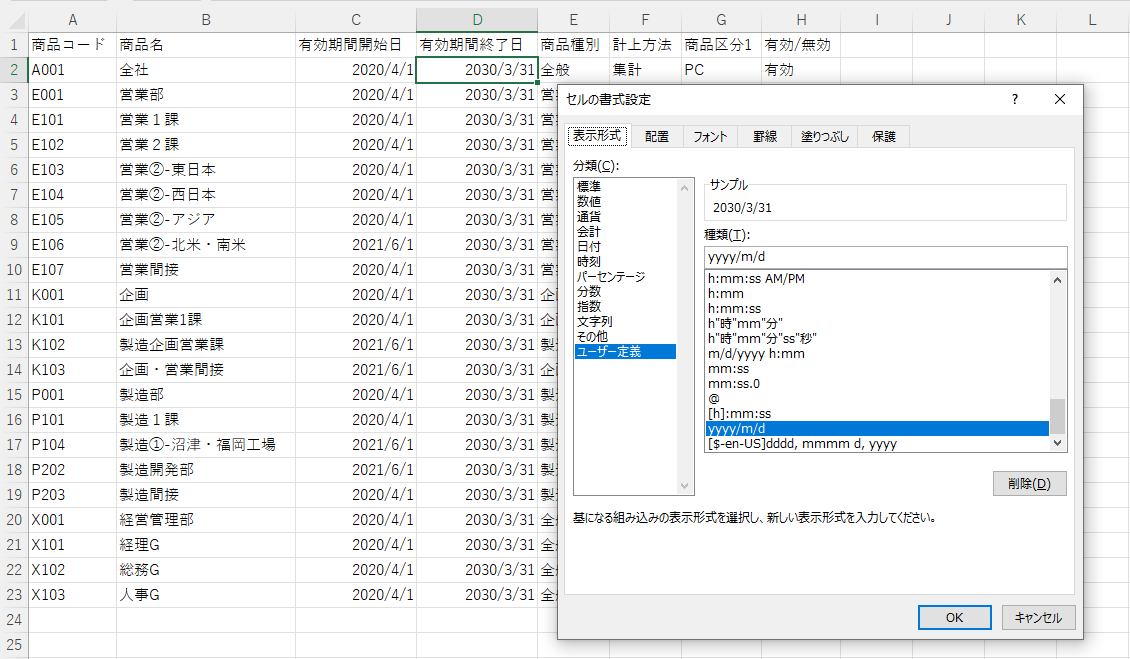 A B C D E F G H I J K L
1 商品コード 商品名 有効期間開始日 有効期間終了日 商品種別 計上方法 商品区分1 有効/無効
2 A001 全社 2020/4/1 2030/3/31 全般 集計 PC 有効
3 E001 営業部 2020/4/1 2030/3/31 営
4 E101 営業１課 2020/4/1 2030/3/31 営
5 E102 営業２課 2020/4/1 2030/3/31 営
6 E103 営業②-東日本 2020/4/1 2030/3/31 営
7 E104 営業②-西日本 2020/4/1 2030/3/31 営
8 E105 営業②-アジア 2020/4/1 2030/3/31 営
9 E106 営業②-北米・南米 2021/6/1 2030/3/31 営
10 E107 営業間接 2020/4/1 2030/3/31 営
11 K001 企画 2020/4/1 2030/3/31 企
12 K101 企画営業1課 2020/4/1 2030/3/31 企
13 K102 製造企画営業課 2021/6/1 2030/3/31 製
14 K103 企画・営業間接 2021/6/1 2030/3/31 企
15 P001 製造部 2020/4/1 2030/3/31 製
16 P101 製造１課 2020/4/1 2030/3/31 製
17 P104 製造①-沼津・福岡工場 2021/6/1 2030/3/31 製
18 P202 製造開発部 2021/6/1 2030/3/31 製
19 P203 製造間接 2020/4/1 2030/3/31 製
20 X001 経営管理部 2020/4/1 2030/3/31 全
21 X101 経理G 2020/4/1 2030/3/31 全
22 X102 総務G 2020/4/1 2030/3/31 全
23 X103 人事G 2020/4/1 2030/3/31 全
24
25
セルの書式設定 ?
表示形式 配置 フォント 罫線 塗りつぶし 保護
分類(C):
標準
数値
通貨
会計
日付
時刻
パーセンテージ
分数
指数
文字列
その他
ユーザー定義
サンプル
2030/3/31
種類(T):
yyyy/m/d
h:mm:ss AM/PM
h:mm
h:mm:ss
h"時"mm"分"
h"時"mm"分"ss"秒"
m/d/yyyy h:mm
mm:ss
mm:ss.0
@
[h]:mm:ss
yyyy/m/d
[$-en-US]dddd, mmmm d, yyyy
削除(D)
基になる組み込みの表示形式を選択し、新しい表示形式を入力してください。
OK キャンセル